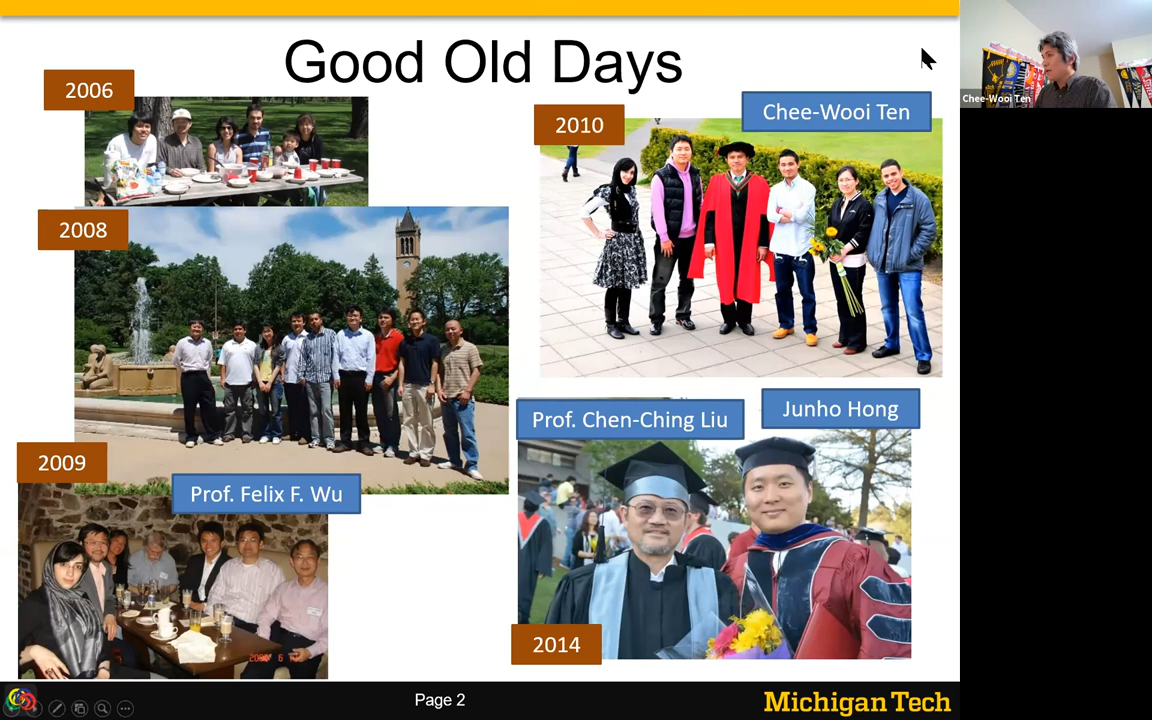 Good Old Days
2006
2008
2009
Prof. Felix F. Wu
2010
Chee-Wooi Ten
Prof. Chen-Ching Liu
Junho Hong
2014
Page 2
Michigan Tech
Chee-Wooi Ten